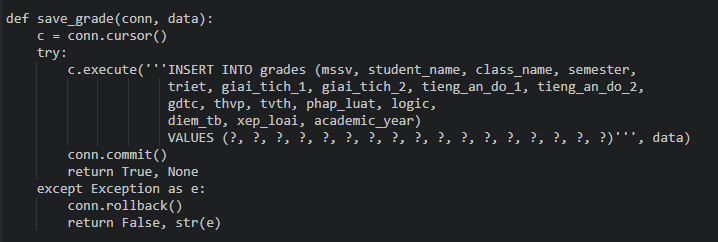 def save_grade(conn, data):
    c = conn.cursor()
    try:
        c.execute('''INSERT INTO grades (mssv, student_name, class_name, semester,
                     triet, giai_tich_1, giai_tich_2, tieng_an_do_1, tieng_an_do_2,
                     gdtc, thvp, tvth, phap_luat, logic,
                     diem_tb, xep_loai, academic_year)
                     VALUES (?, ?, ?, ?, ?, ?, ?, ?, ?, ?, ?, ?, ?, ?, ?, ?, ?)''', data)
        conn.commit()
        return True, None
    except Exception as e:
        conn.rollback()
        return False, str(e)